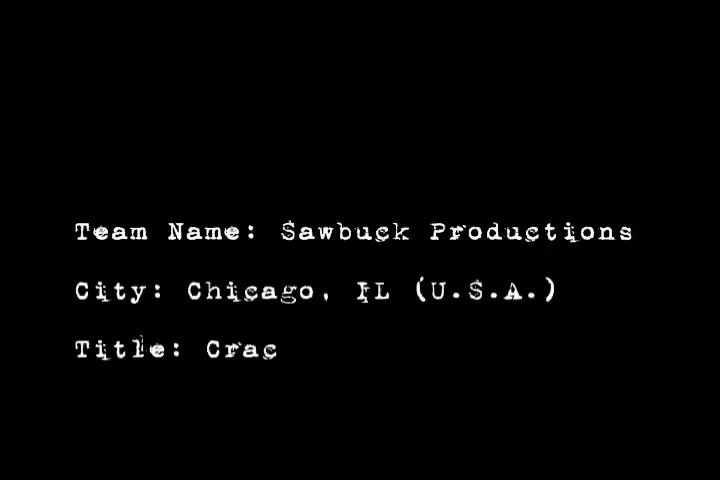 Team Name: Sawbuck Productions
City: Chicago, IL (U.S.A.)
Title: Crac